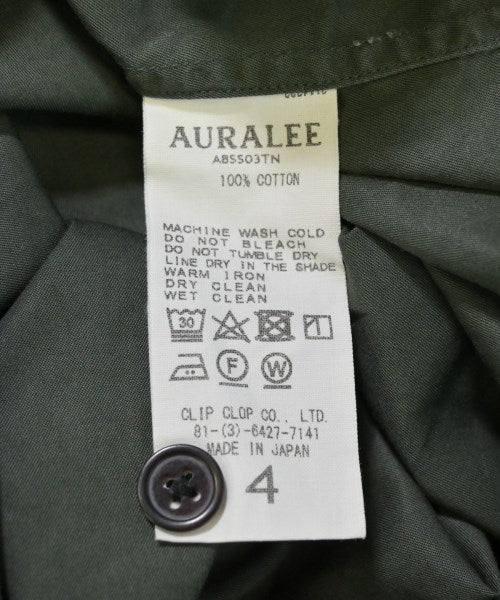 AURALEE
A8SS03TN
100% COTTON
MACHINE WASH COLD
DO NOT BLEACH
DO NOT TUMBLE DRY
LINE DRY IN THE SHADE
WARM IRON
DRY CLEAN
WET CLEAN
30
F W
CLIP CLOP CO., LTD.
81-(3)-6427-7141
MADE IN JAPAN
4